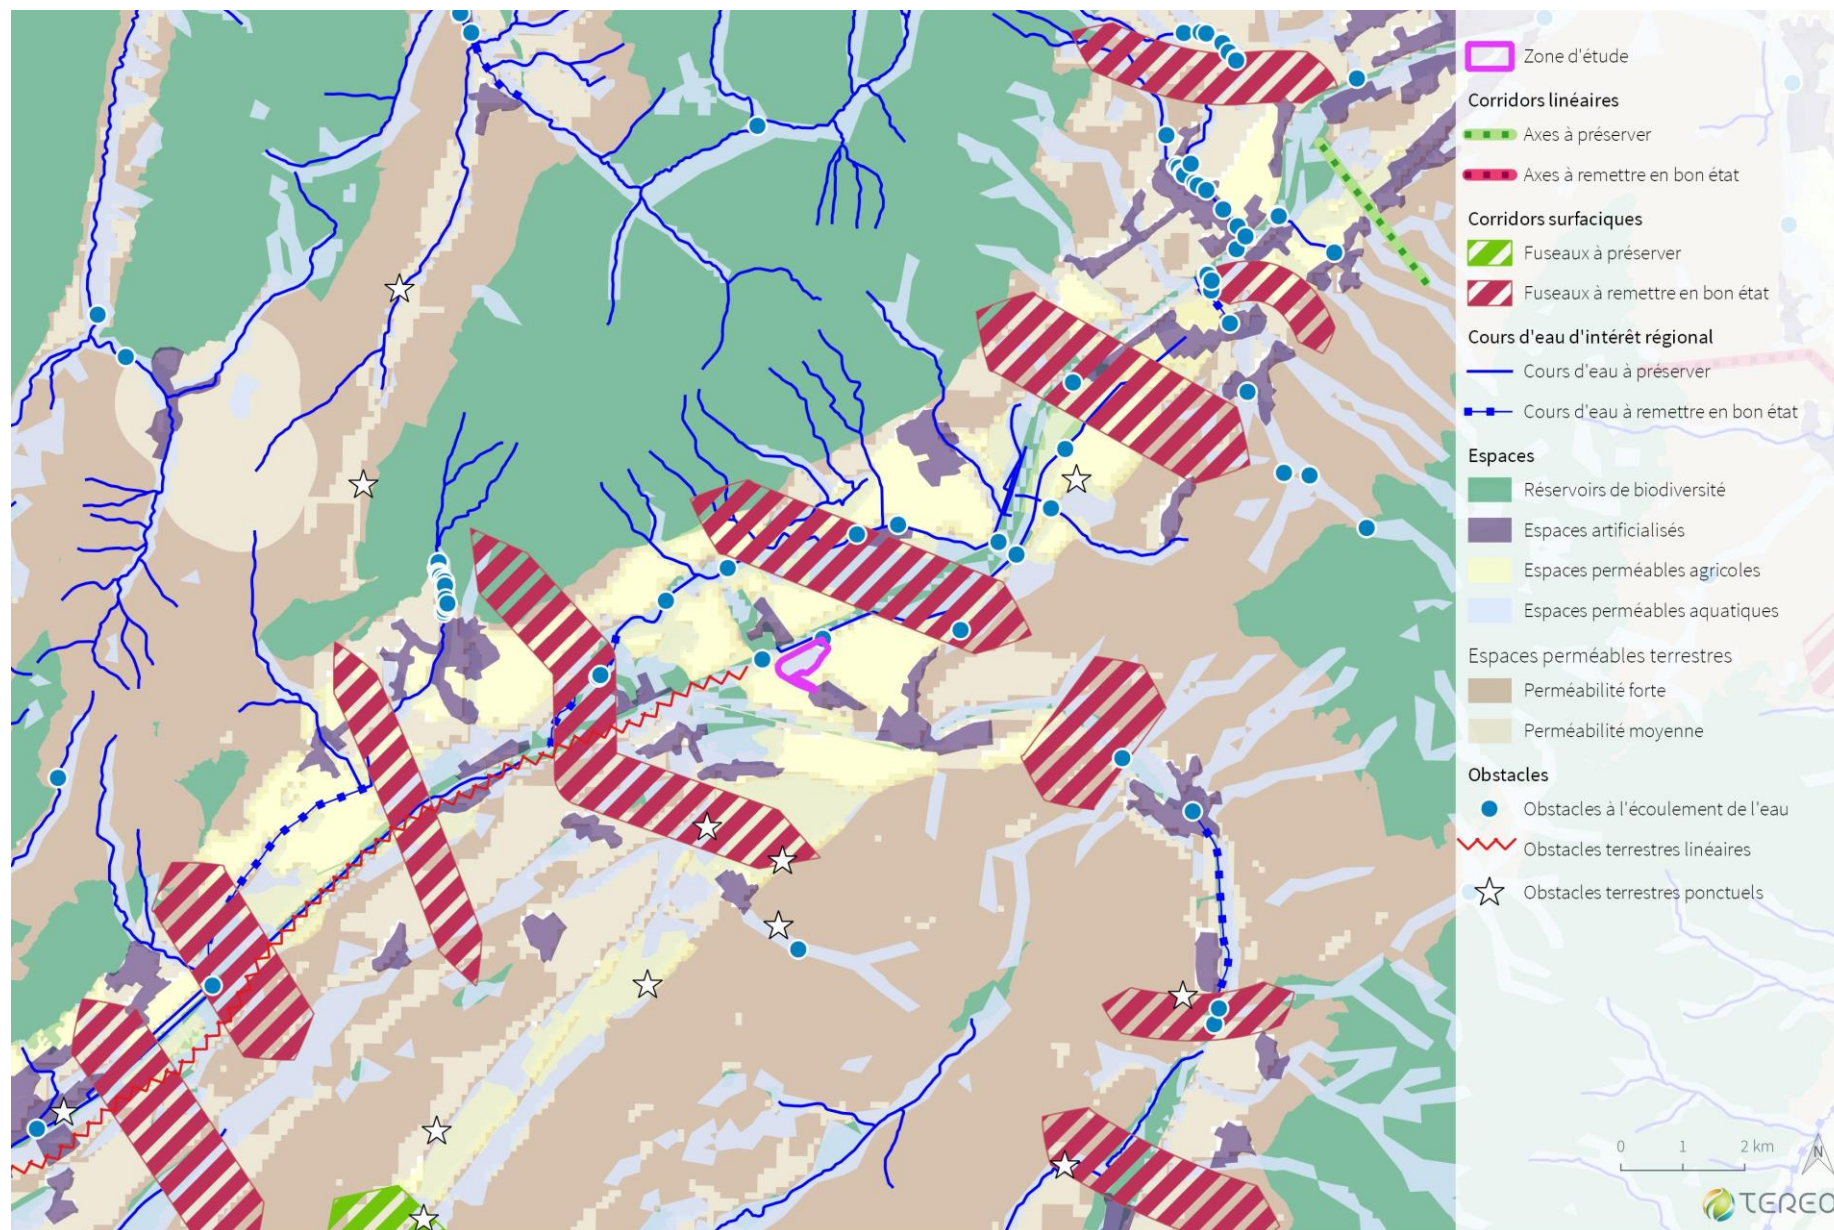 Zone d'étude
Corridors linéaires
Axes à préserver
Axes à remettre en bon état
Corridors surfaciques
Fuseaux à préserver
Fuseaux à remettre en bon état
Cours d'eau d'intérêt régional
Cours d'eau à préserver
Cours d'eau à remettre en bon état
Espaces
Réservoirs de biodiversité
Espaces artificialisés
Espaces perméables agricoles
Espaces perméables aquatiques
Espaces perméables terrestres
Perméabilité forte
Perméabilité moyenne
Obstacles
Obstacles à l'écoulement de l'eau
Obstacles terrestres linéaires
Obstacles terrestres ponctuels
0 1 2 km
N
TEREO